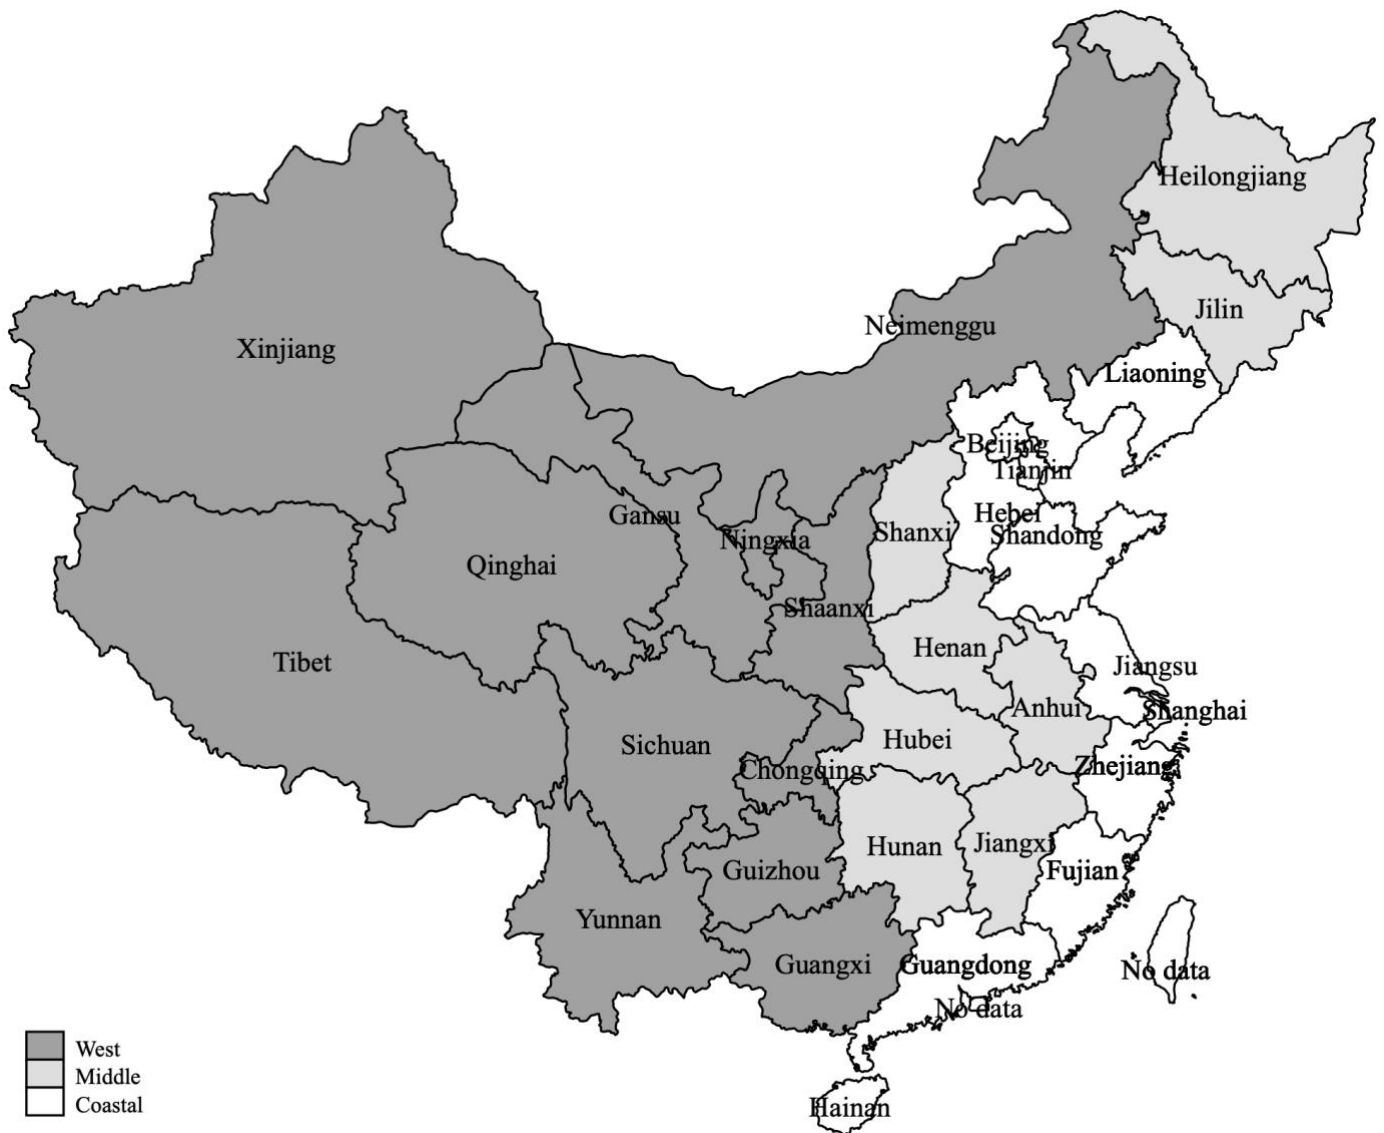 Heilongjiang
Jilin
Neimenggu
Xinjiang
Liaoning
Beijing
Tianjin
Hebei
Gansu
Shanxi
Shandong
Ningxia
Qinghai
Shaanxi
Henan
Tibet
Jiangsu
Anhui
Shanghai
Sichuan
Hubei
Chongqing
Zhejiang
Hunan
Jiangxi
Guizhou
Fujian
Yunnan
Guangxi
Guangdong
No data
No data
West
Middle
Coastal
Hainan